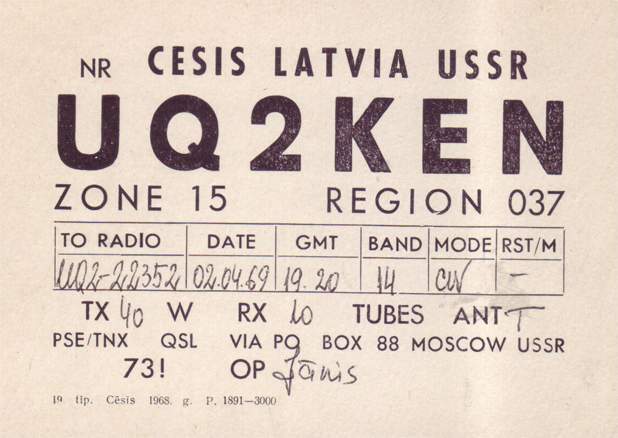 NR CESIS LATVIA USSR
UQ2KEN
ZONE 15 REGION 037
TO RADIO DATE GMT BAND MODE RST/M
UQ2-22352 02.04.69 19.20 14 CW –
TX 40 W RX 10 TUBES ANT T
PSE/TNX QSL VIA PO BOX 88 MOSCOW USSR
73! OP Jānis
19. tip. Cēsis 1968. g. P. 1891—3000